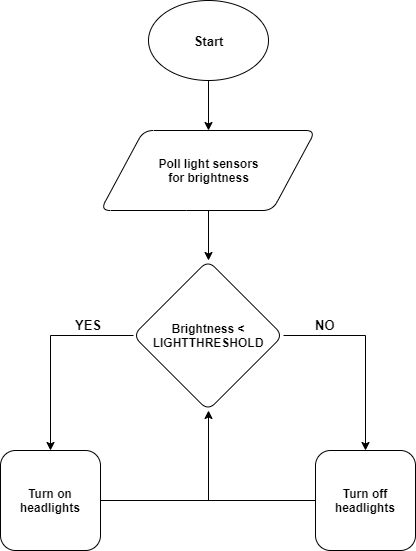 Start
Poll light sensors
for brightness
Brightness <
LIGHTTHRESHOLD
YES
NO
Turn on
headlights
Turn off
headlights